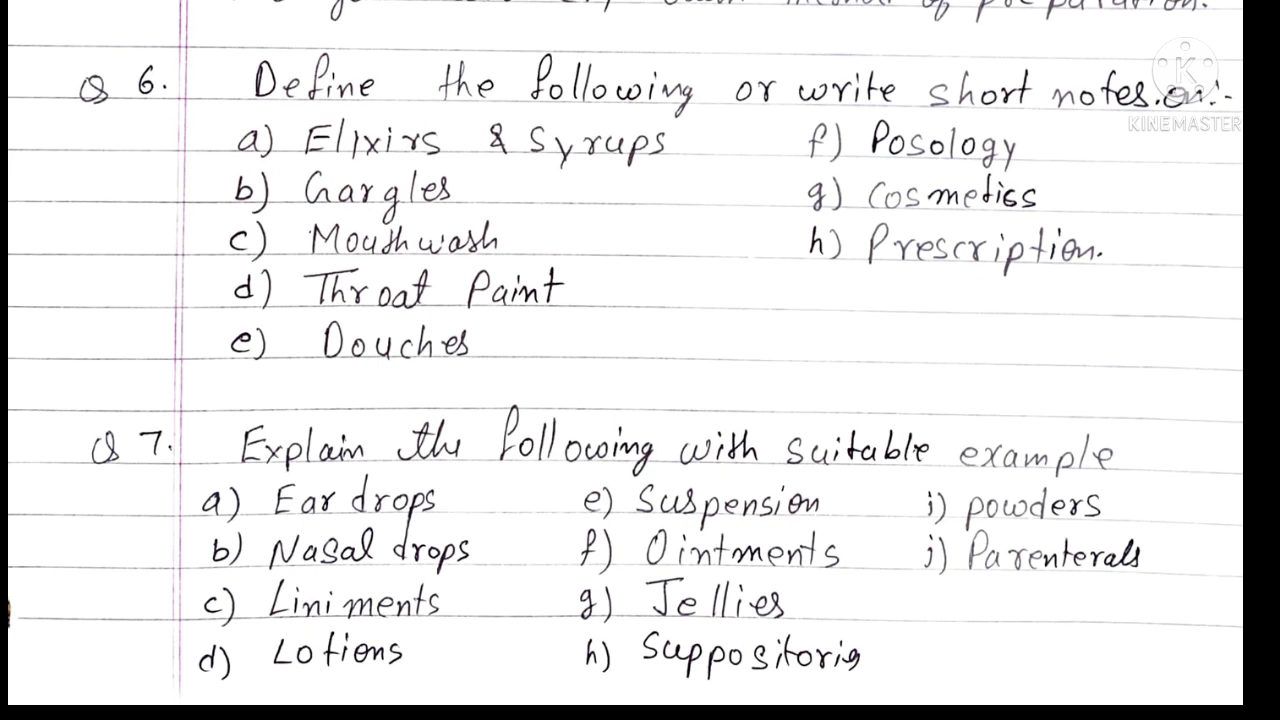 of preparation.
Q 6. Define the following or write short notes.on:-
a) Elixirs & Syrups f) Posology
b) Gargles g) Cosmetics
c) Mouthwash h) Prescription.
d) Throat Paint
e) Douches
Q 7. Explain the following with suitable example
a) Ear drops e) Suspension i) powders
b) Nasal drops f) Ointments j) Parenterals
c) Liniments g) Jellies
d) Lotions h) Suppositories
KINEMASTER